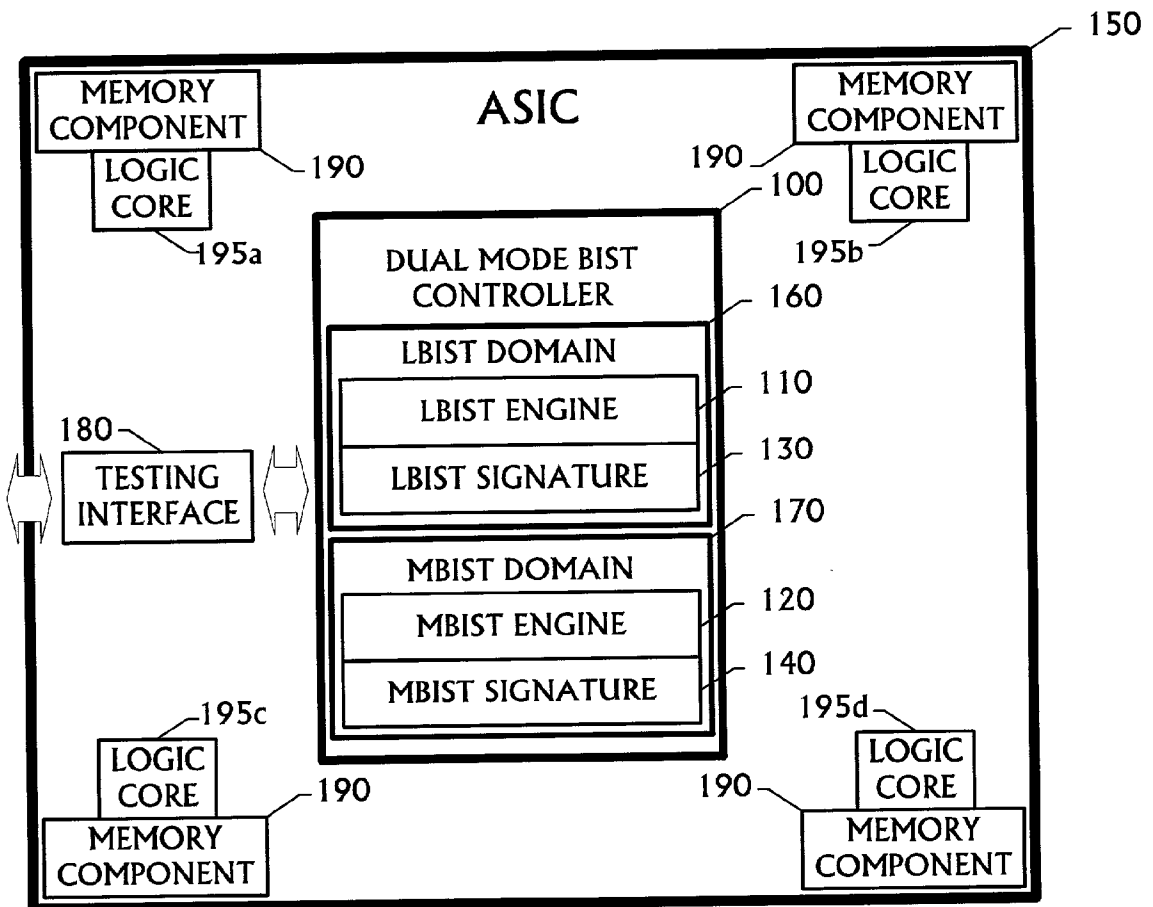 150
MEMORY
COMPONENT
190
LOGIC
CORE
195a
ASIC
MEMORY
COMPONENT
190
LOGIC
CORE
195b
100
DUAL MODE BIST
CONTROLLER
160
LBIST DOMAIN
LBIST ENGINE
110
LBIST SIGNATURE
130
180
TESTING
INTERFACE
170
MBIST DOMAIN
MBIST ENGINE
120
MBIST SIGNATURE
140
195c
LOGIC
CORE
190
MEMORY
COMPONENT
195d
LOGIC
CORE
190
MEMORY
COMPONENT